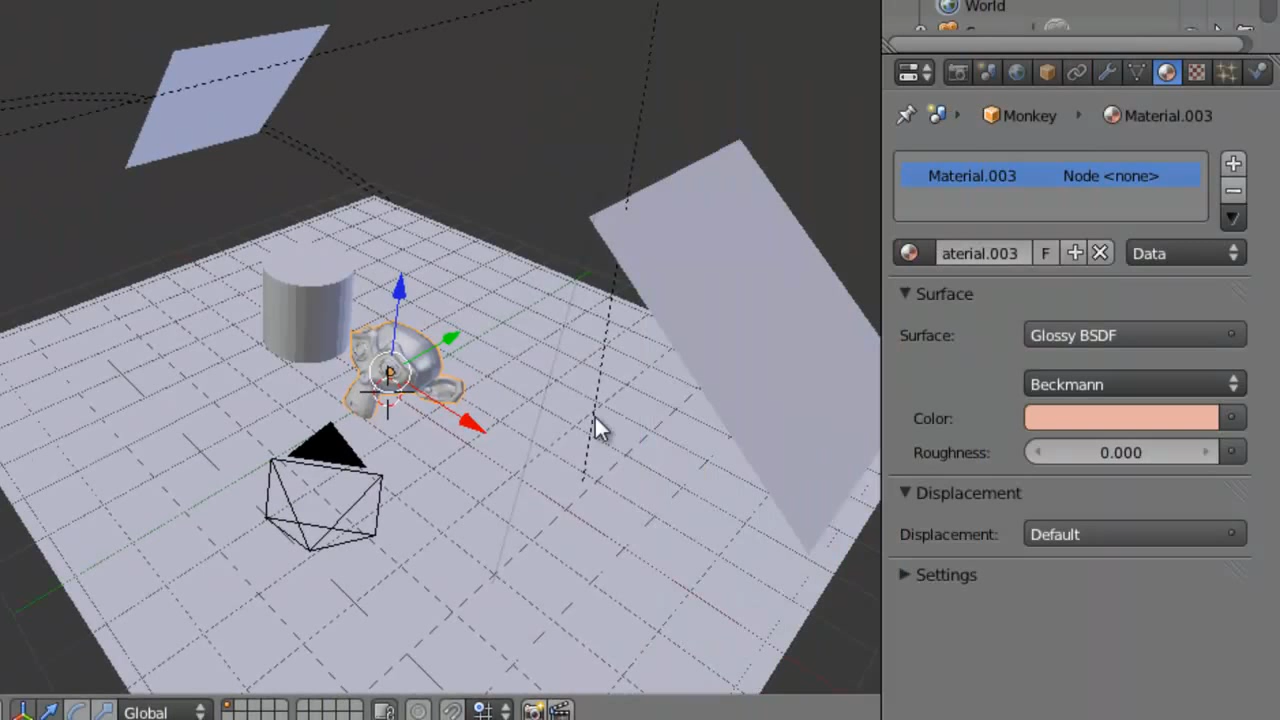 World
Monkey Material.003
Material.003 Node <none>
aterial.003 F Data
Surface
Surface: Glossy BSDF
Beckmann
Color:
Roughness: 0.000
Displacement
Displacement: Default
Settings
Global